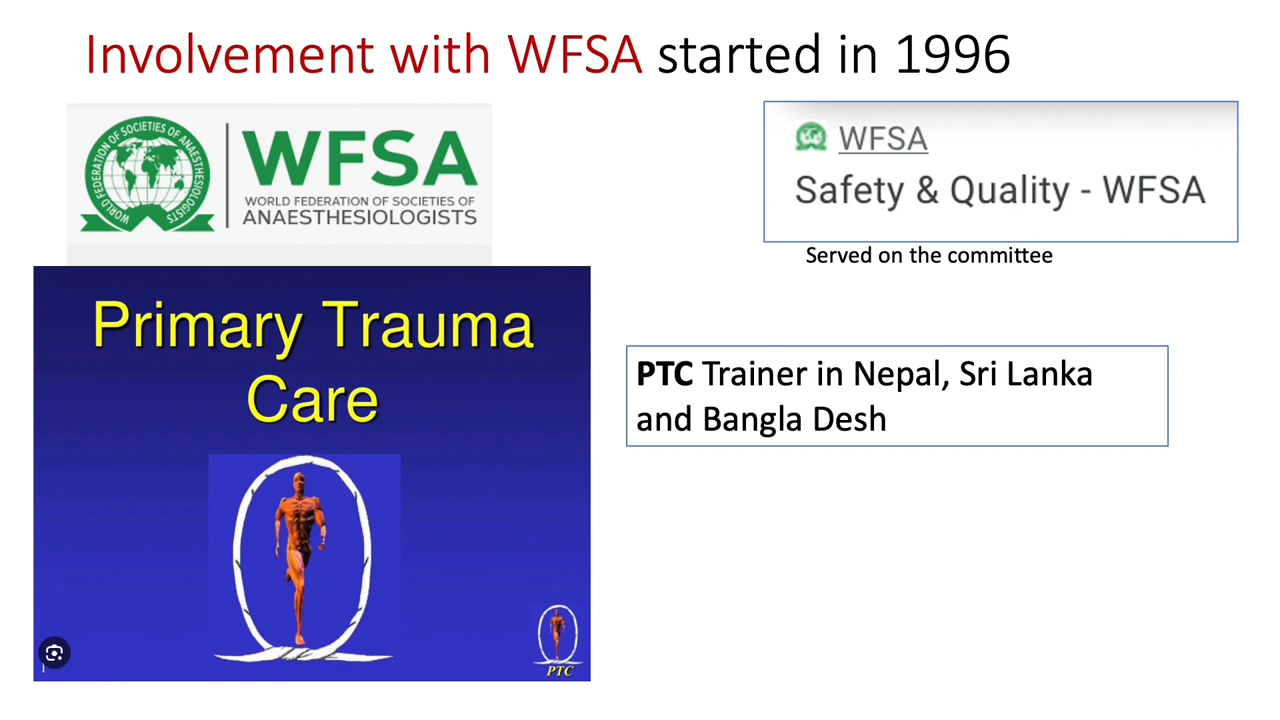 Involvement with WFSA started in 1996
WORLD FEDERATION OF SOCIETIES OF ANAESTHESIOLOGISTS
WFSA
WORLD FEDERATION OF SOCIETIES OF
ANAESTHESIOLOGISTS
WFSA
Safety & Quality - WFSA
Served on the committee
Primary Trauma
Care
PTC Trainer in Nepal, Sri Lanka
and Bangla Desh
PTC
1